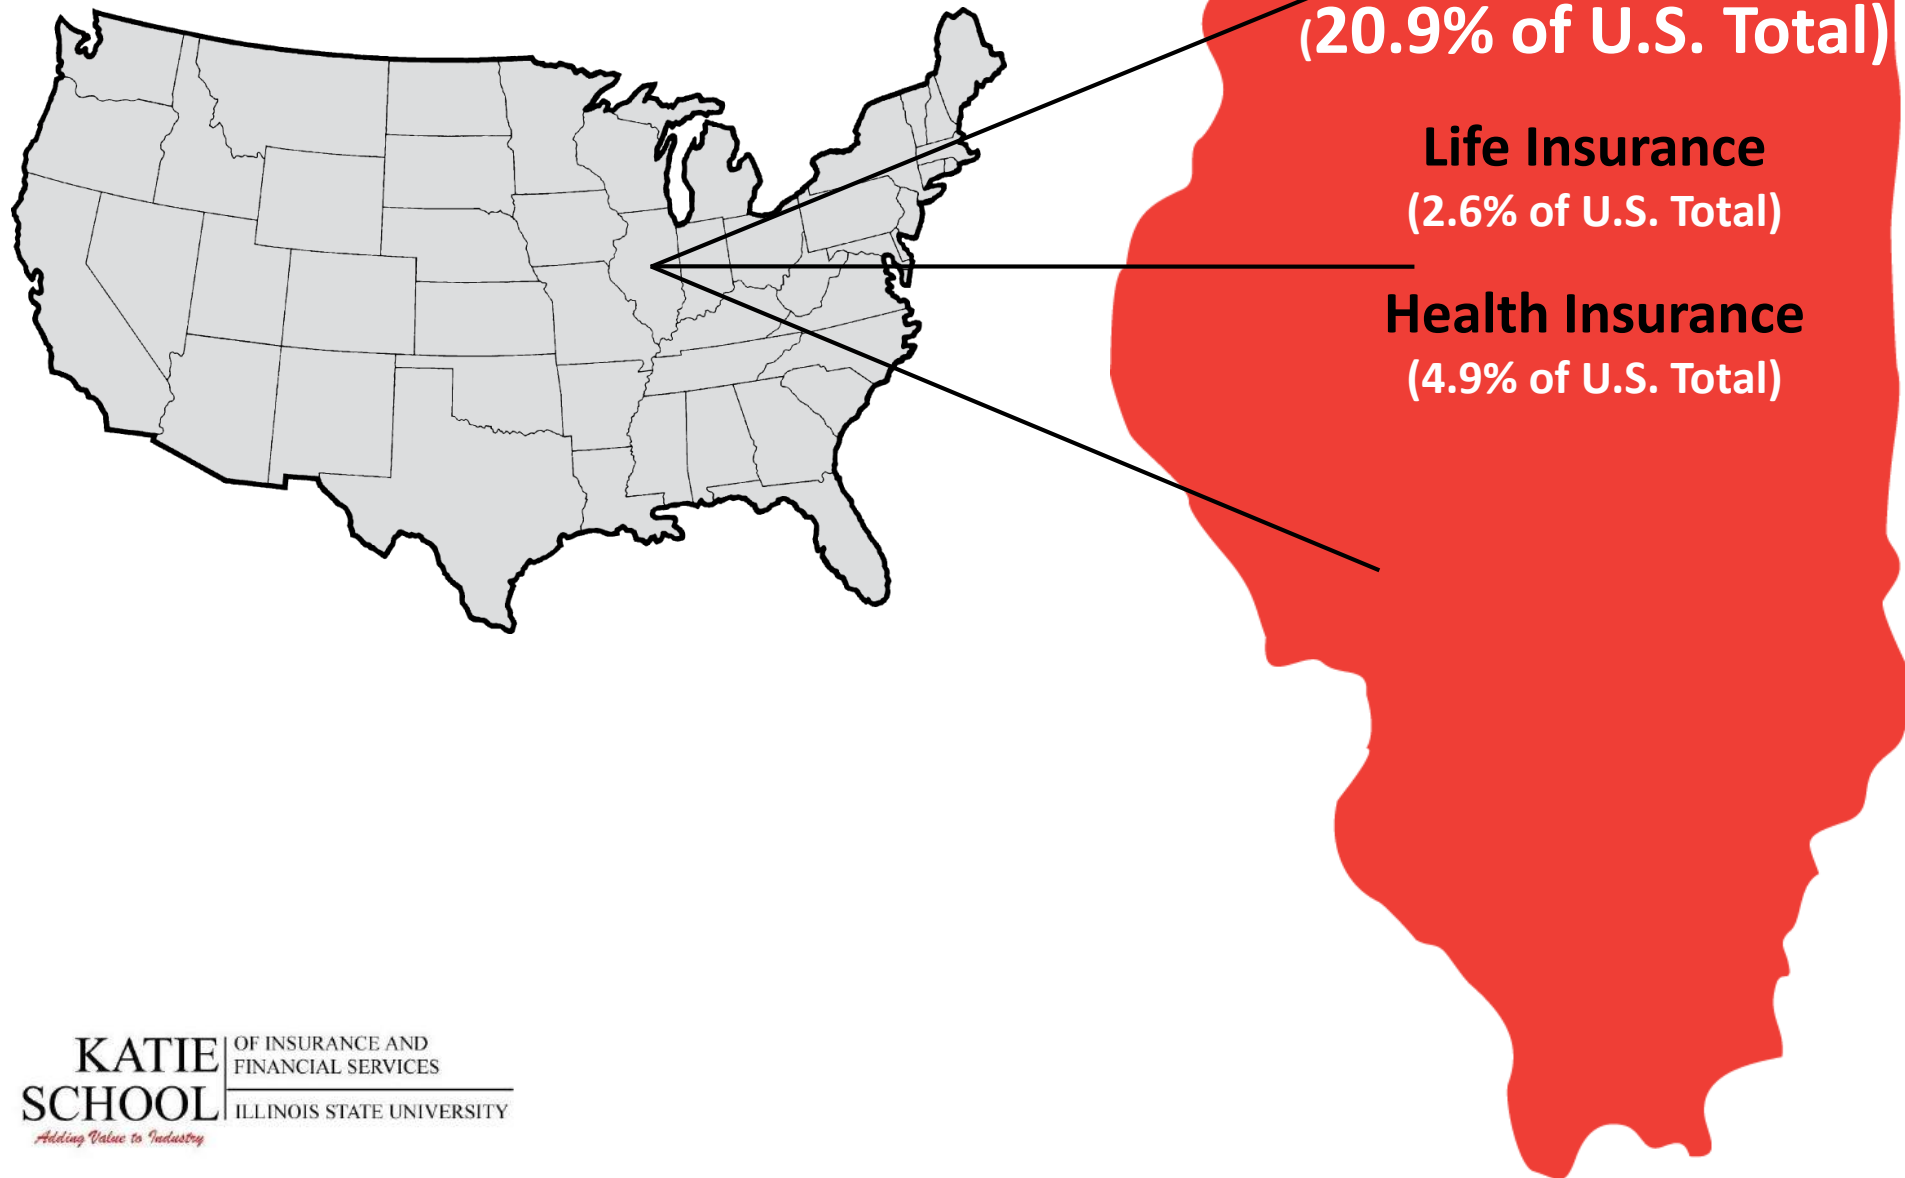 (20.9% of U.S. Total)
Life Insurance
(2.6% of U.S. Total)
Health Insurance
(4.9% of U.S. Total)
KATIE
SCHOOL
OF INSURANCE AND
FINANCIAL SERVICES
ILLINOIS STATE UNIVERSITY
Adding Value to Industry